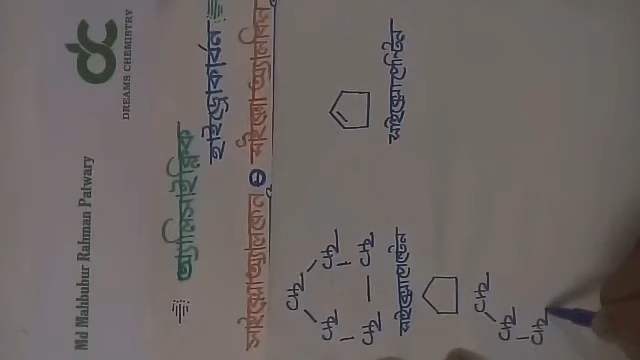 Md Mahbubur Rahman Patwary
DREAMS CHEMISTRY
অ্যালিসাইক্লিক
হাইড্রোকার্বন
সাইক্লোঅ্যালকেন ও সাইক্লোঅ্যালকিন
CH₂
CH₂ CH₂
CH₂ — CH₂
সাইক্লোপেন্টেন
সাইক্লোপেন্টিন
CH₂
CH₂
CH₂